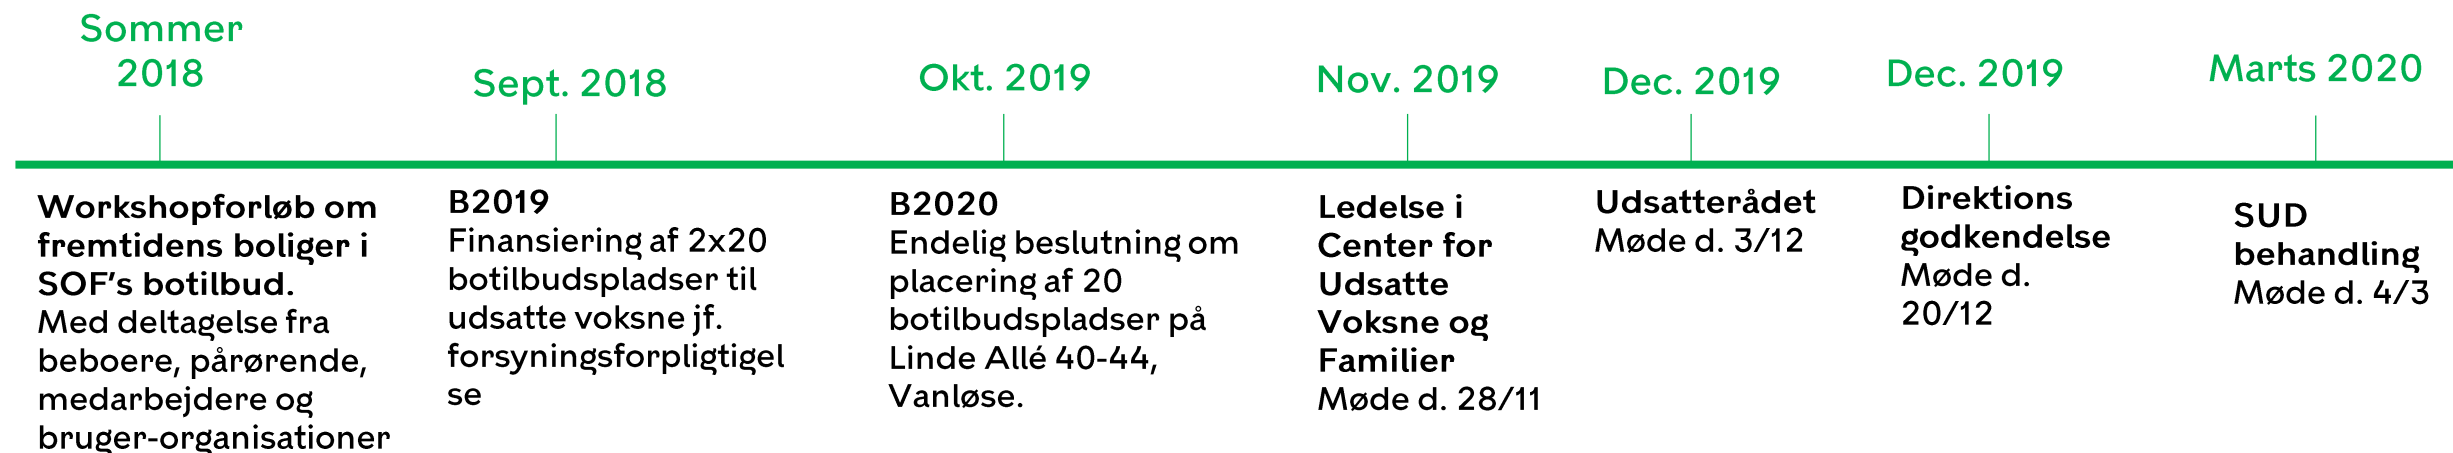 Sommer
2018
Sept. 2018
Okt. 2019
Nov. 2019
Dec. 2019
Dec. 2019
Marts 2020
Workshopforløb om
fremtidens boliger i
SOF's botilbud.
Med deltagelse fra
beboere, pårørende,
medarbejdere og
bruger-organisationer
B2019
Finansiering af 2x20
botilbudspladser til
udsatte voksne jf.
forsyningsforpligtigel
se
B2020
Endelig beslutning om
placering af 20
botilbudspladser på
Linde Allé 40-44,
Vanløse.
Ledelse i
Center for
Udsatte
Voksne og
Familier
Møde d. 28/11
Udsatterådet
Møde d. 3/12
Direktions
godkendelse
Møde d.
20/12
SUD
behandling
Møde d. 4/3